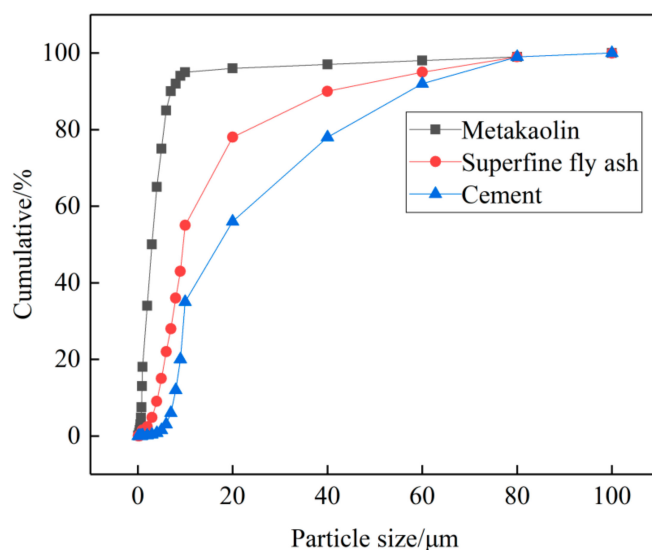 100
80
60
40
20
0
Cumulative/%
Metakaolin
Superfine fly ash
Cement
0 20 40 60 80 100
Particle size/μm